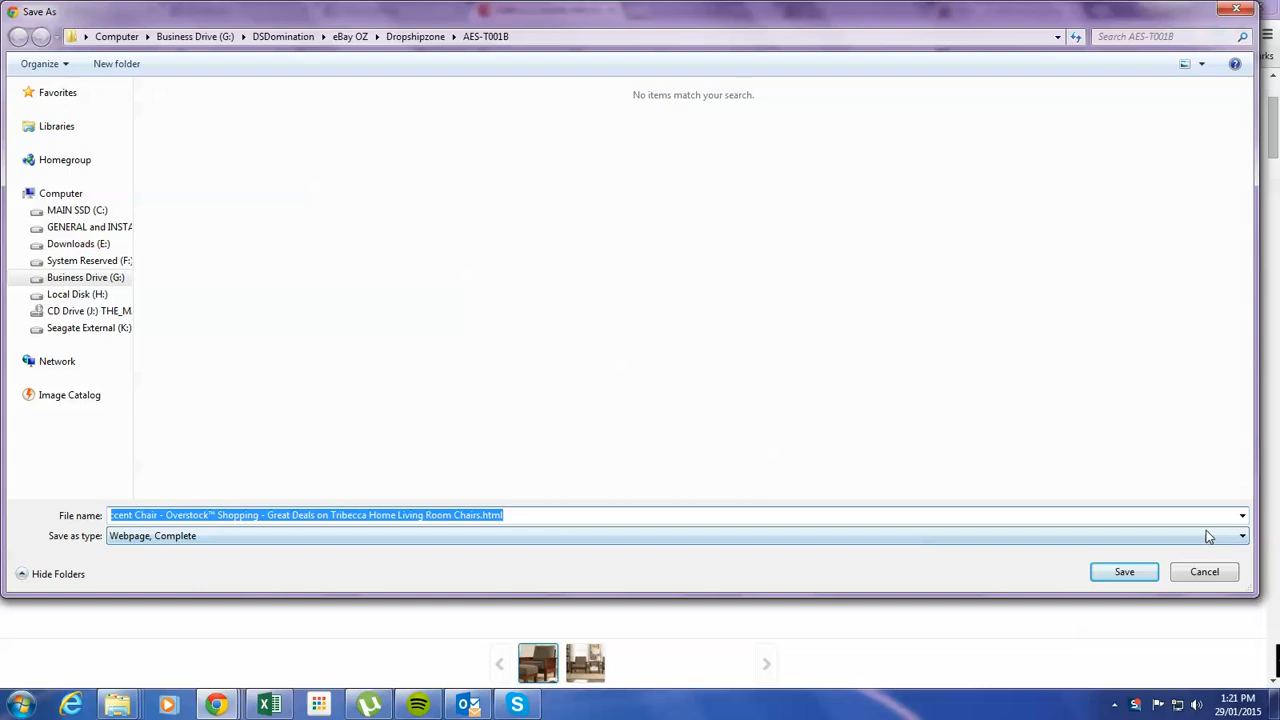 Save As
Computer ▸ Business Drive (G:) ▸ DSDomination ▸ eBay OZ ▸ Dropshipzone ▸ AES-T001B
Search AES-T001B
Organize
New folder
No items match your search.
Favorites
Libraries
Homegroup
Computer
MAIN SSD (C:)
GENERAL and INSTA
Downloads (E:)
System Reserved (F:
Business Drive (G:)
Local Disk (H:)
CD Drive (J:) THE_M
Seagate External (K:)
Network
Image Catalog
File name: ccent Chair - Overstock™ Shopping - Great Deals on Tribecca Home Living Room Chairs.html
Save as type: Webpage, Complete
Hide Folders
Save
Cancel
1:21 PM
29/01/2015